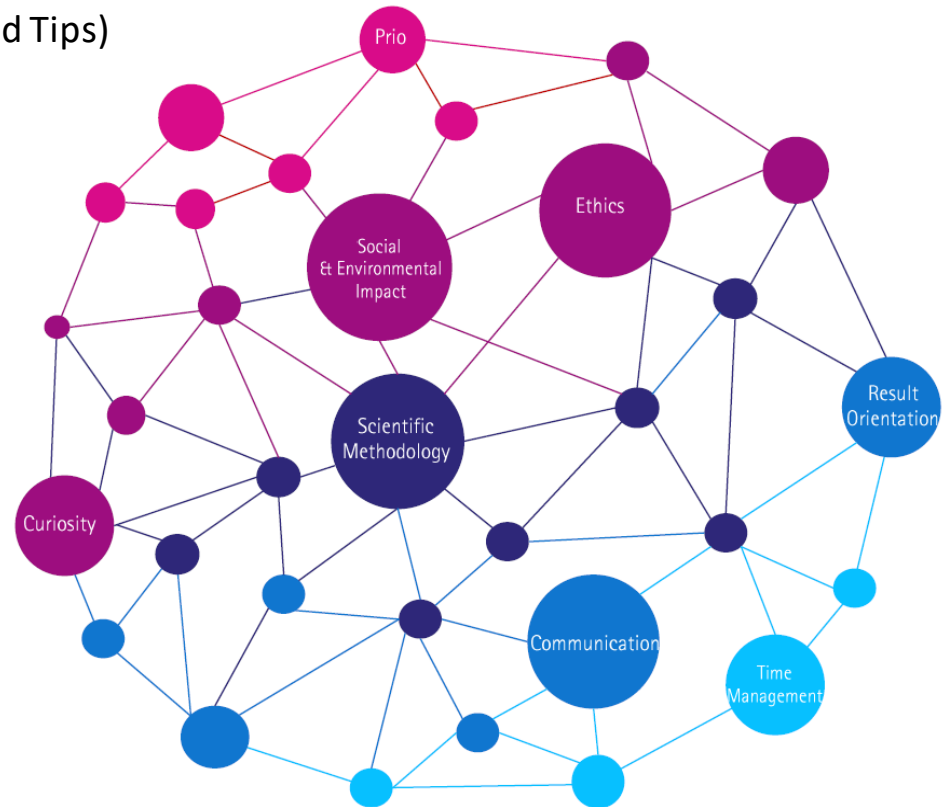 d Tips)
Prio
Ethics
Social
& Environmental
Impact
Result
Orientation
Scientific
Methodology
Curiosity
Communication
Time
Management